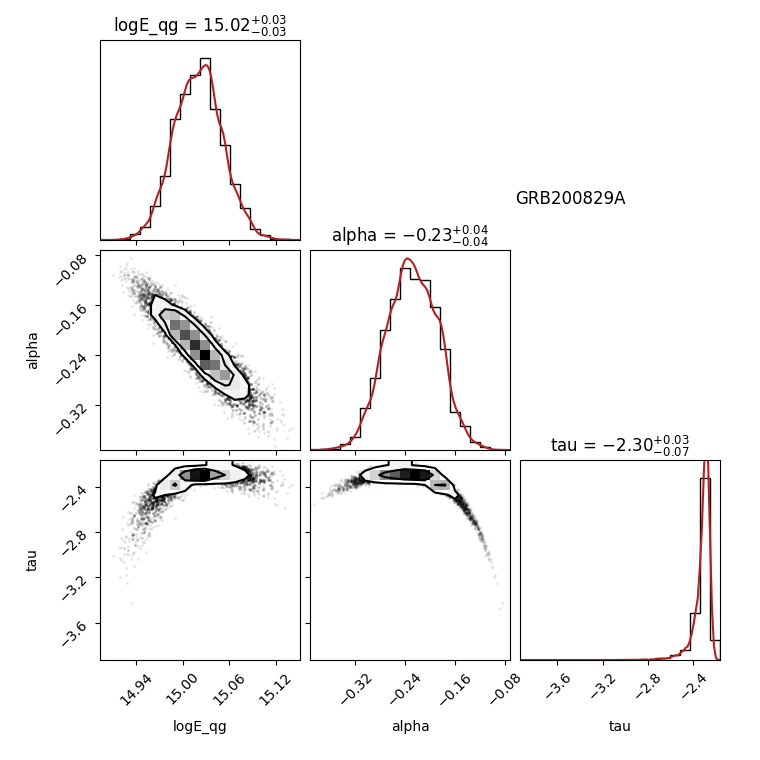 logE_qg = 15.02+0.03 −0.03
GRB200829A
alpha = −0.23+0.04 −0.04
−0.08
−0.16
−0.24
−0.32
alpha
tau = −2.30+0.03 −0.07
−2.4
−2.8
−3.2
−3.6
tau
14.94 15.00 15.06 15.12
−0.32 −0.24 −0.16 −0.08
−3.6 −3.2 −2.8 −2.4
logE_qg alpha tau